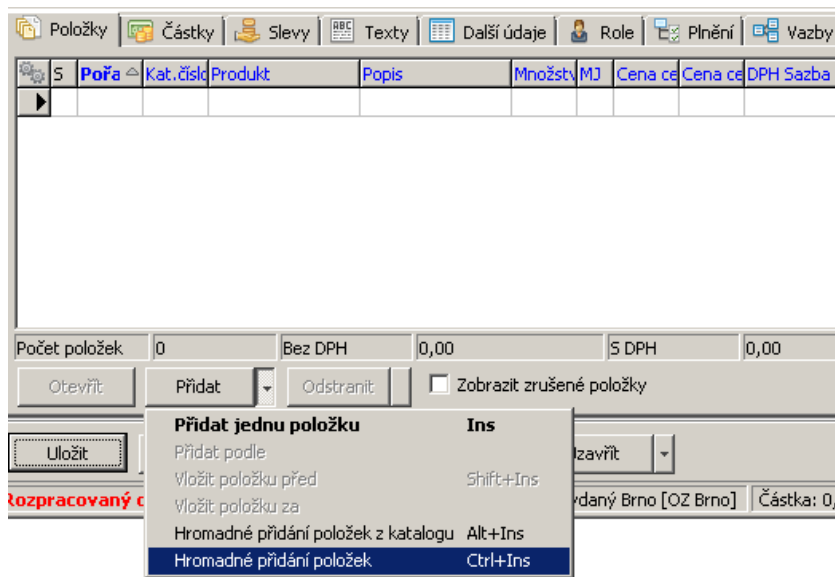 Položky Částky Slevy ABC Texty Další údaje Role Plnění Vazby
S Pořa Kat.číslo Produkt Popis Množstv MJ Cena ce Cena ce DPH Sazba
Počet položek 0 Bez DPH 0,00 S DPH 0,00
Otevřít Přidat Odstranit Zobrazit zrušené položky
Přidat jednu položku Ins
Uložit zavřít
Přidat podle
Vložit položku před Shift+Ins
Rozpracovaný ydaný Brno [OZ Brno] Částka: 0,
Vložit položku za
Hromadné přidání položek z katalogu Alt+Ins
Hromadné přidání položek Ctrl+Ins